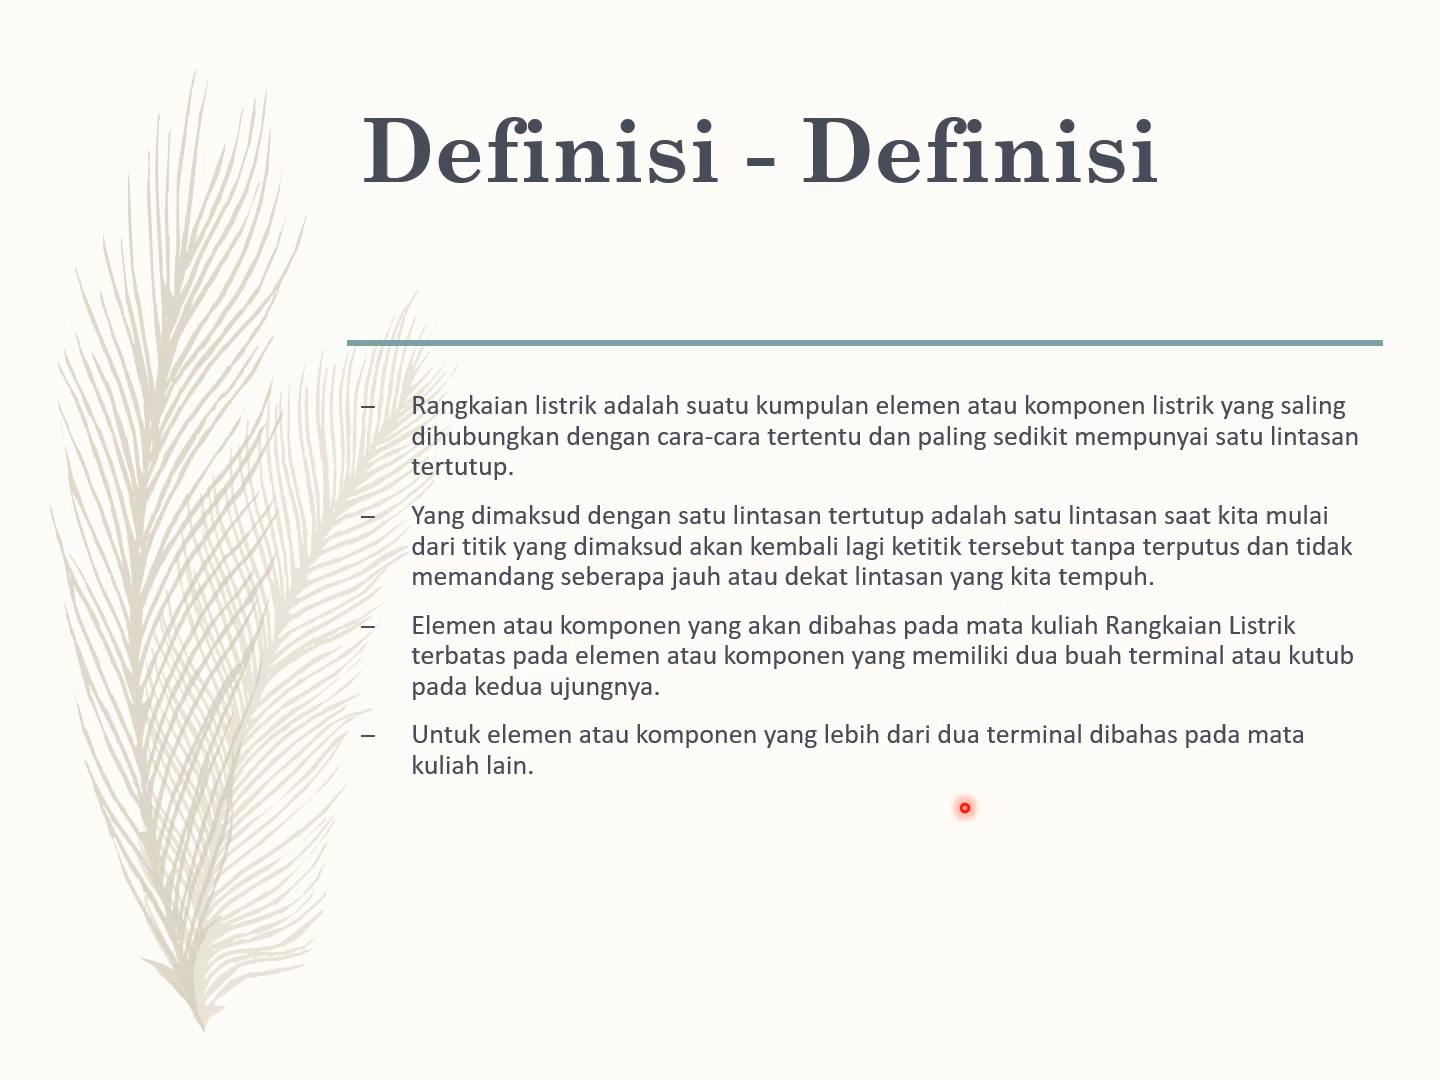 Definisi - Definisi
– Rangkaian listrik adalah suatu kumpulan elemen atau komponen listrik yang saling
dihubungkan dengan cara-cara tertentu dan paling sedikit mempunyai satu lintasan
tertutup.
– Yang dimaksud dengan satu lintasan tertutup adalah satu lintasan saat kita mulai
dari titik yang dimaksud akan kembali lagi ketitik tersebut tanpa terputus dan tidak
memandang seberapa jauh atau dekat lintasan yang kita tempuh.
– Elemen atau komponen yang akan dibahas pada mata kuliah Rangkaian Listrik
terbatas pada elemen atau komponen yang memiliki dua buah terminal atau kutub
pada kedua ujungnya.
– Untuk elemen atau komponen yang lebih dari dua terminal dibahas pada mata
kuliah lain.